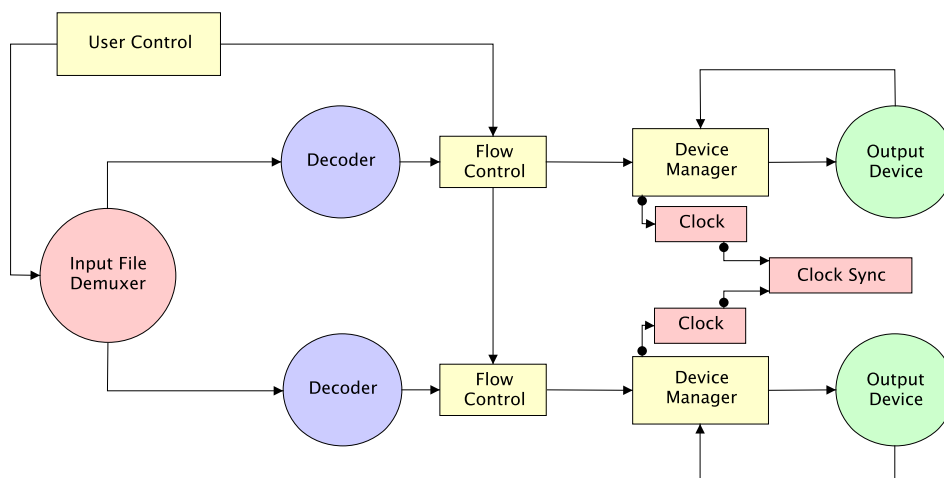 User Control
Decoder
Flow
Control
Device
Manager
Output
Device
Clock
Input File
Demuxer
Clock Sync
Clock
Decoder
Flow
Control
Device
Manager
Output
Device